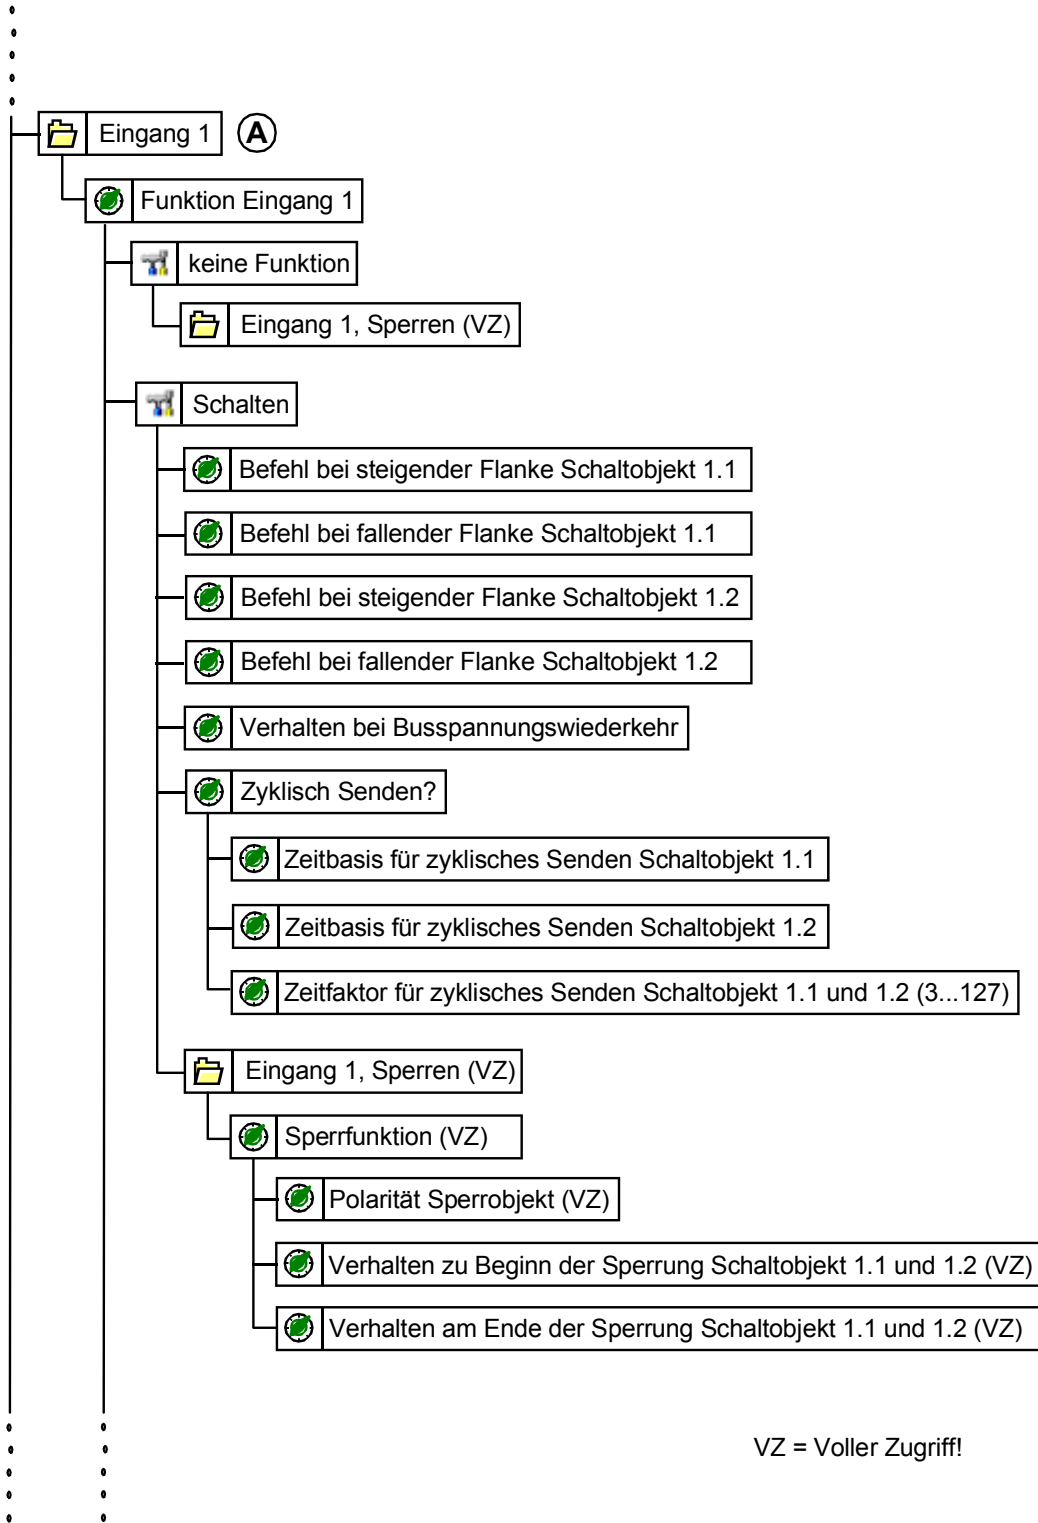 Eingang 1 A
Funktion Eingang 1
keine Funktion
Eingang 1, Sperren (VZ)
Schalten
Befehl bei steigender Flanke Schaltobjekt 1.1
Befehl bei fallender Flanke Schaltobjekt 1.1
Befehl bei steigender Flanke Schaltobjekt 1.2
Befehl bei fallender Flanke Schaltobjekt 1.2
Verhalten bei Busspannungswiederkehr
Zyklisch Senden?
Zeitbasis für zyklisches Senden Schaltobjekt 1.1
Zeitbasis für zyklisches Senden Schaltobjekt 1.2
Zeitfaktor für zyklisches Senden Schaltobjekt 1.1 und 1.2 (3...127)
Eingang 1, Sperren (VZ)
Sperrfunktion (VZ)
Polarität Sperrobjekt (VZ)
Verhalten zu Beginn der Sperrung Schaltobjekt 1.1 und 1.2 (VZ)
Verhalten am Ende der Sperrung Schaltobjekt 1.1 und 1.2 (VZ)
VZ = Voller Zugriff!